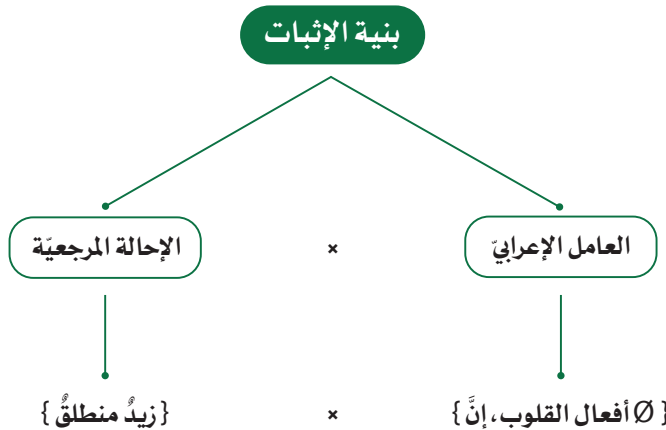 بنية الإثبات
العامل الإعرابيّ × الإحالة المرجعيّة
{ Ø أفعال القلوب، إنَّ } × { زيدٌ منطلقٌ }